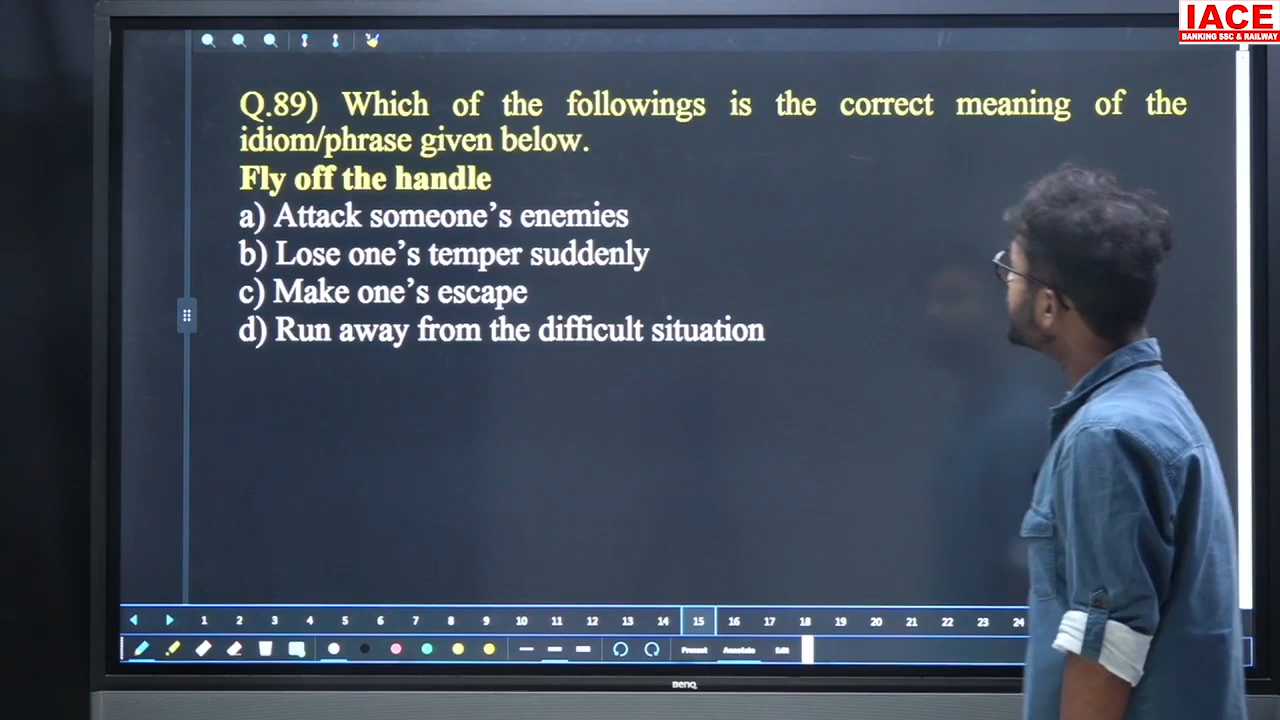 IACE
BANKING SSC & RAILWAY
Q.89) Which of the followings is the correct meaning of the
idiom/phrase given below.
Fly off the handle
a) Attack someone's enemies
b) Lose one's temper suddenly
c) Make one's escape
d) Run away from the difficult situation
1 2 3 4 5 6 7 8 9 10 11 12 13 14 15 16 17 18 19 20 21 22 23 24
Present Annotate Edit
BenQ